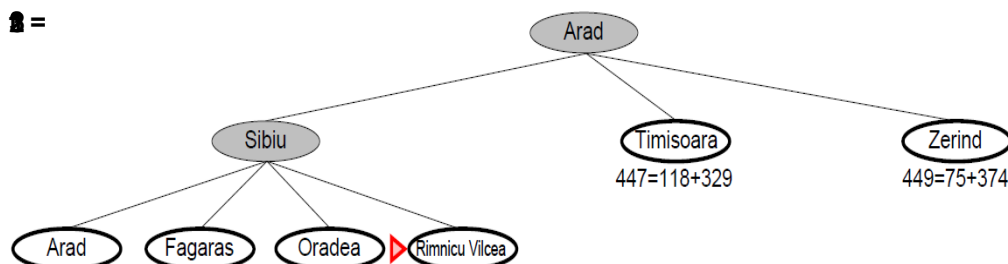 Arad
Sibiu Timisoara Zerind
447=118+329 449=75+374
Arad Fagaras Oradea Rimnicu Vilcea